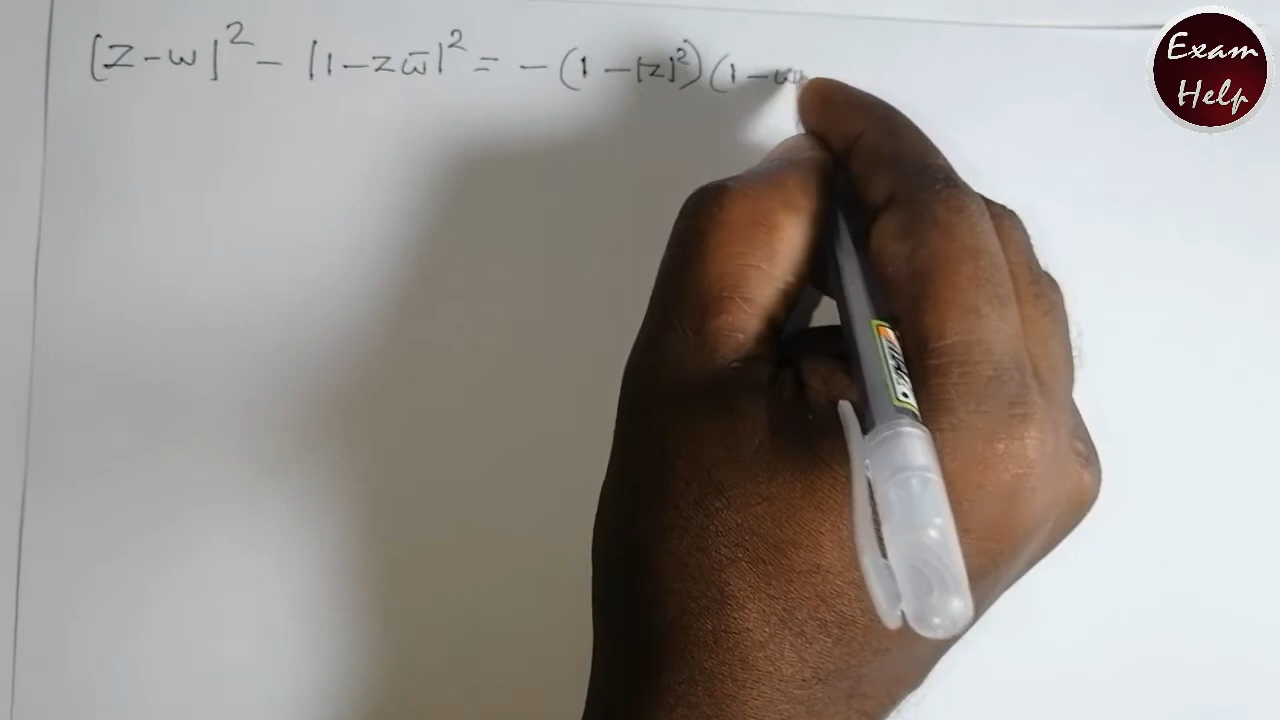 |z-w|² - |1-zw̄|² = -(1-|z|²)(1-w
Exam
Help